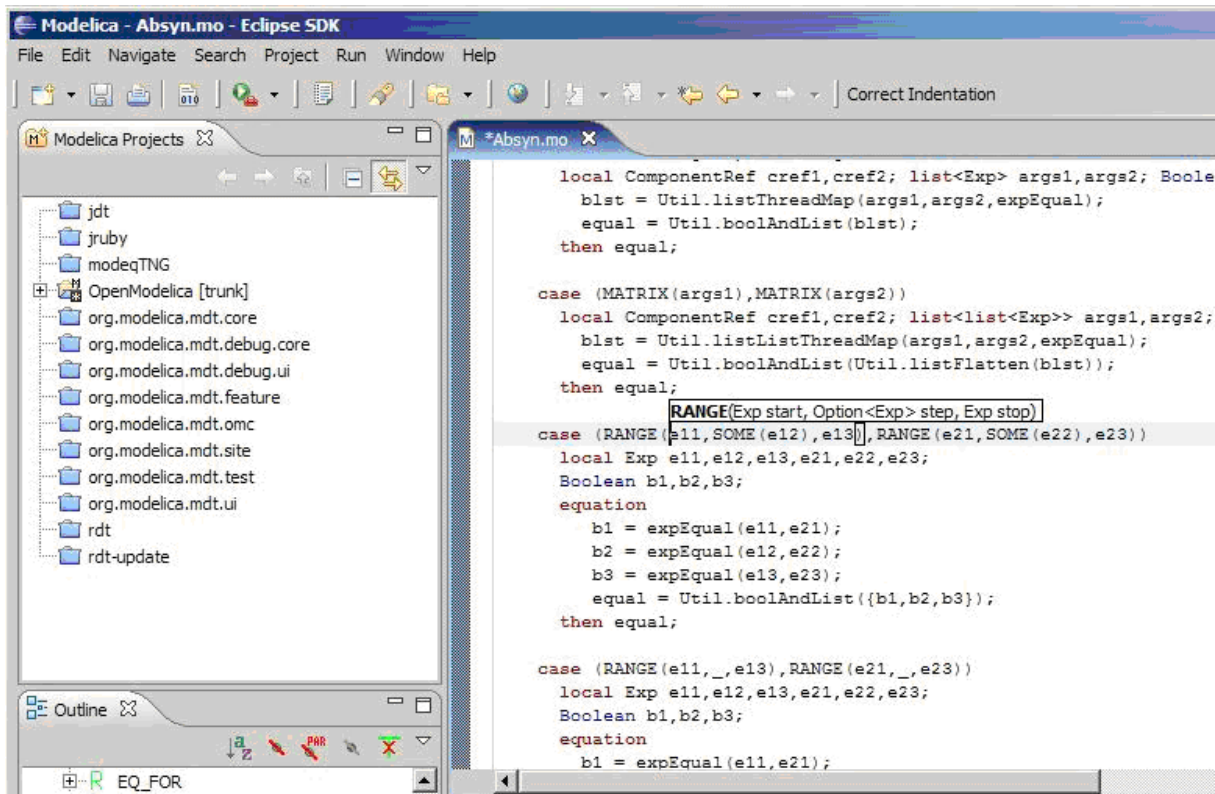 Modelica - Absyn.mo - Eclipse SDK
File Edit Navigate Search Project Run Window Help
Correct Indentation
Modelica Projects
jdt
jruby
modeqTNG
OpenModelica [trunk]
org.modelica.mdt.core
org.modelica.mdt.debug.core
org.modelica.mdt.debug.ui
org.modelica.mdt.feature
org.modelica.mdt.omc
org.modelica.mdt.site
org.modelica.mdt.test
org.modelica.mdt.ui
rdt
rdt-update
Outline
EQ_FOR
*Absyn.mo
local ComponentRef cref1,cref2; list<Exp> args1,args2; Boole
blst = Util.listThreadMap(args1,args2,expEqual);
equal = Util.boolAndList(blst);
then equal;
case (MATRIX(args1),MATRIX(args2))
local ComponentRef cref1,cref2; list<list<Exp>> args1,args2;
blst = Util.listListThreadMap(args1,args2,expEqual);
equal = Util.boolAndList(Util.listFlatten(blst));
then equal;
RANGE(Exp start, Option<Exp> step, Exp stop)
case (RANGE(e11,SOME(e12),e13),RANGE(e21,SOME(e22),e23))
local Exp e11,e12,e13,e21,e22,e23;
Boolean b1,b2,b3;
equation
b1 = expEqual(e11,e21);
b2 = expEqual(e12,e22);
b3 = expEqual(e13,e23);
equal = Util.boolAndList({b1,b2,b3});
then equal;
case (RANGE(e11,_,e13),RANGE(e21,_,e23))
local Exp e11,e12,e13,e21,e22,e23;
Boolean b1,b2,b3;
equation
b1 = expEqual(e11,e21);